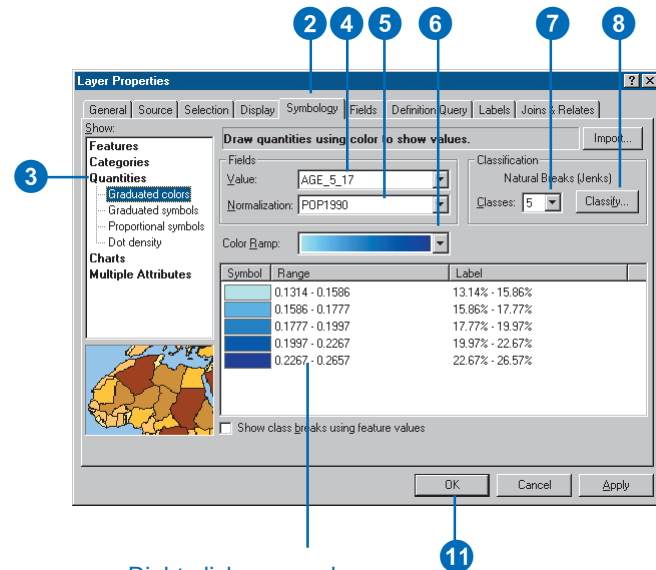 2 4 5 6 7 8
Layer Properties
General Source Selection Display Symbology Fields Definition Query Labels Joins & Relates
Show:
Features
Categories
3 Quantities
Graduated colors
Graduated symbols
Proportional symbols
Dot density
Charts
Multiple Attributes
Draw quantities using color to show values.
Import...
Fields
Value: AGE_5_17
Normalization: POP1990
Classification
Natural Breaks (Jenks)
Classes: 5 Classify...
Color Ramp:
Symbol Range Label
0.1314 - 0.1586 13.14% - 15.86%
0.1586 - 0.1777 15.86% - 17.77%
0.1777 - 0.1997 17.77% - 19.97%
0.1997 - 0.2267 19.97% - 22.67%
0.2267 - 0.2657 22.67% - 26.57%
Show class breaks using feature values
OK Cancel Apply
11